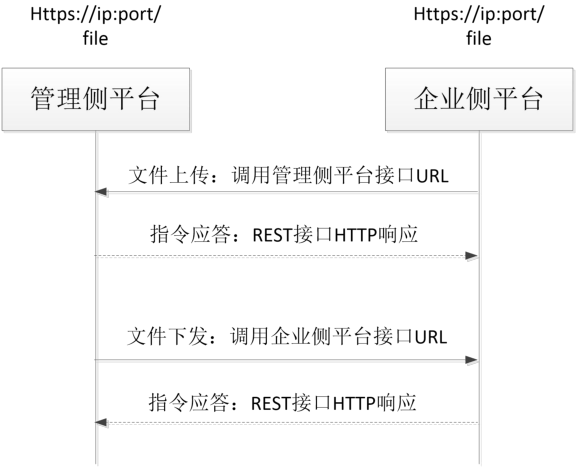 Https://ip:port/
file
Https://ip:port/
file
管理侧平台
企业侧平台
文件上传：调用管理侧平台接口URL
指令应答：REST接口HTTP响应
文件下发：调用企业侧平台接口URL
指令应答：REST接口HTTP响应